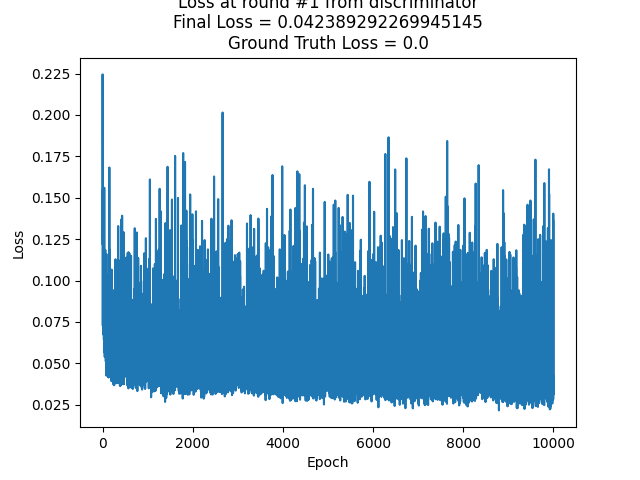 Loss at round #1 from discriminator
Final Loss = 0.042389292269945145
Ground Truth Loss = 0.0
0.225
0.200
0.175
0.150
0.125
0.100
0.075
0.050
0.025
Loss
0 2000 4000 6000 8000 10000
Epoch